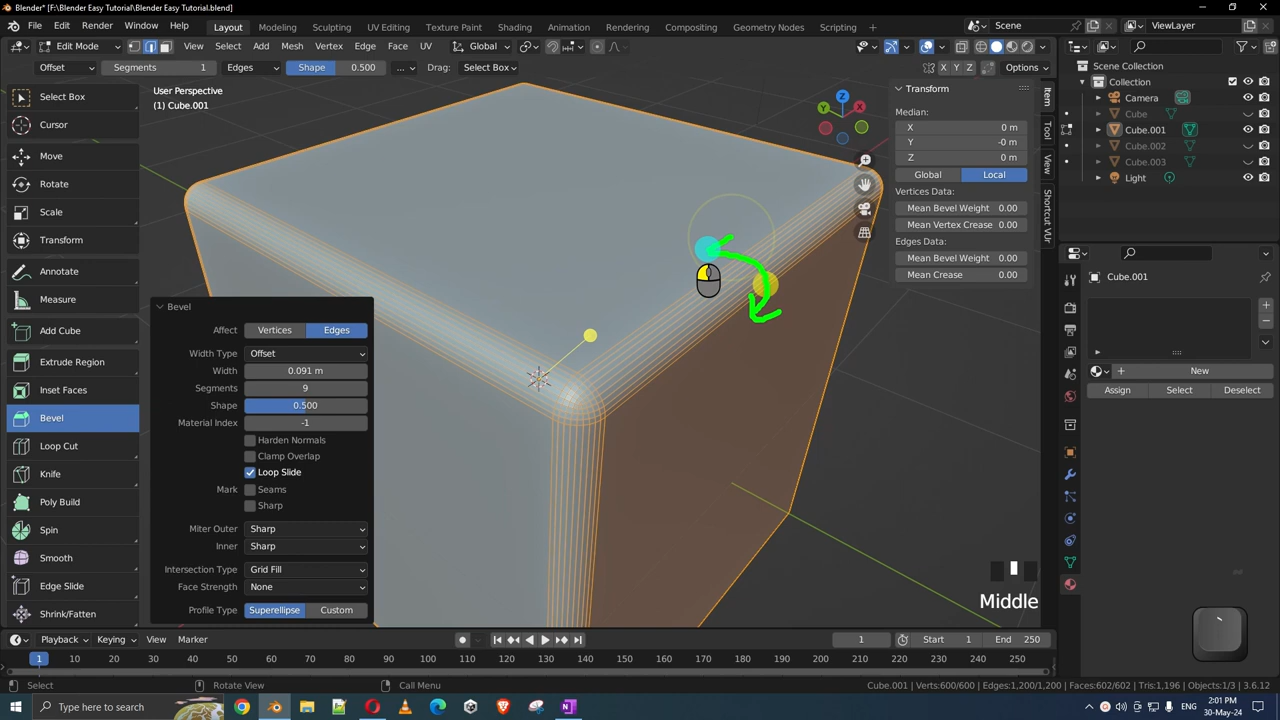 Blender* [F:\Blender Easy Tutorial\Blender Easy Tutorial.blend]
File Edit Render Window Help Layout Modeling Sculpting UV Editing Texture Paint Shading Animation Rendering Compositing Geometry Nodes Scripting Scene ViewLayer
Edit Mode View Select Add Mesh Vertex Edge Face UV Global
Offset Segments 1 Edges Shape 0.500 ... Drag: Select Box X Y Z Options
Scene Collection
Collection
Camera
Cube
Cube.001
Cube.002
Cube.003
Light
User Perspective
(1) Cube.001
Select Box
Cursor
Move
Rotate
Scale
Transform
Annotate
Measure
Add Cube
Extrude Region
Inset Faces
Bevel
Loop Cut
Knife
Poly Build
Spin
Smooth
Edge Slide
Shrink/Fatten
Z
Y
X
Transform
Median:
X 0 m
Y -0 m
Z 0 m
Global Local
Vertices Data:
Mean Bevel Weight 0.00
Mean Vertex Crease 0.00
Edges Data:
Mean Bevel Weight 0.00
Mean Crease 0.00
Item
Tool
View
Shortcut VUr
Bevel
Affect Vertices Edges
Width Type Offset
Width 0.091 m
Segments 9
Shape 0.500
Material Index -1
Harden Normals
Clamp Overlap
Loop Slide
Mark Seams
Sharp
Miter Outer Sharp
Inner Sharp
Intersection Type Grid Fill
Face Strength None
Profile Type Superellipse Custom
Cube.001
New
Assign Select Deselect
Middle
Playback Keying View Marker 1 Start 1 End 250
1 10 20 30 40 50 60 70 80 90 100 110 120 130 140 150 160 170 180 190 200 210 220 230 240 250
Select Rotate View Call Menu Cube.001 | Verts:600/600 | Edges:1,200/1,200 | Faces:602/602 | Tris:1,196 | Objects:1/3 | 3.6.12
Type here to search
2:01 PM
30-May-24